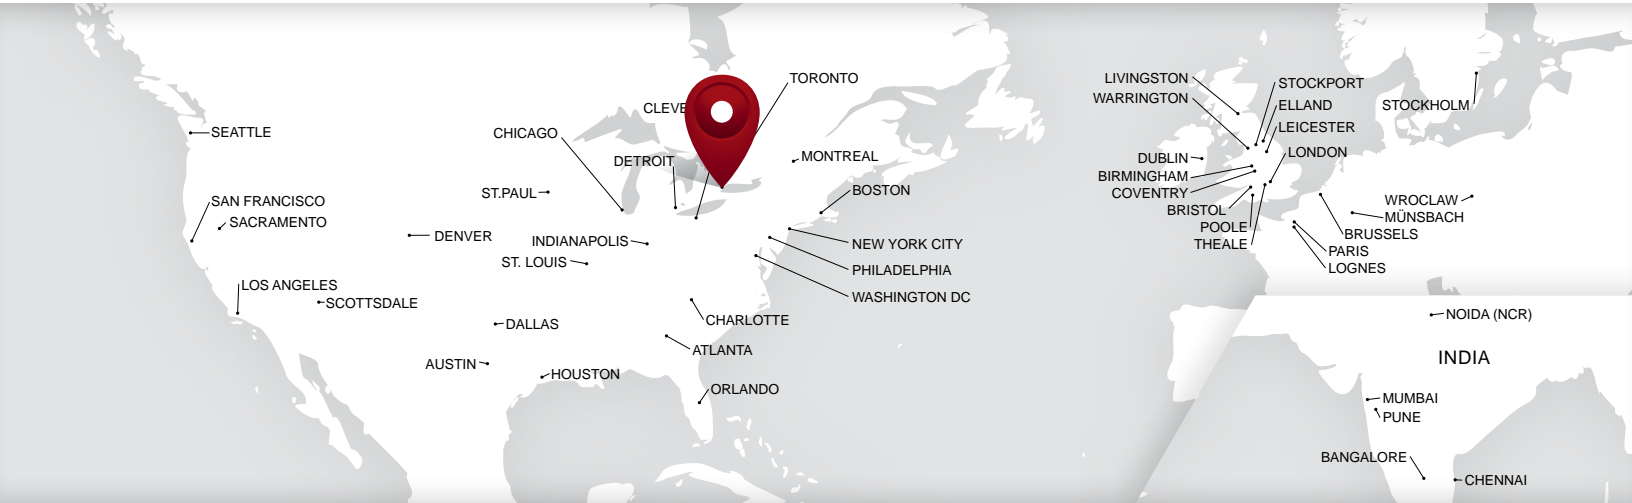 TORONTO
LIVINGSTON
STOCKPORT
WARRINGTON
ELLAND
STOCKHOLM
CHICAGO
LEICESTER
SEATTLE
DETROIT
MONTREAL
DUBLIN
LONDON
BIRMINGHAM
COVENTRY
ST.PAUL
BOSTON
SAN FRANCISCO
SACRAMENTO
BRISTOL
WROCLAW
MÜNSBACH
POOLE
BRUSSELS
DENVER
INDIANAPOLIS
NEW YORK CITY
THEALE
PARIS
ST. LOUIS
PHILADELPHIA
LOGNES
LOS ANGELES
SCOTTSDALE
WASHINGTON DC
NOIDA (NCR)
DALLAS
CHARLOTTE
ATLANTA
INDIA
AUSTIN
HOUSTON
ORLANDO
MUMBAI
PUNE
BANGALORE
CHENNAI